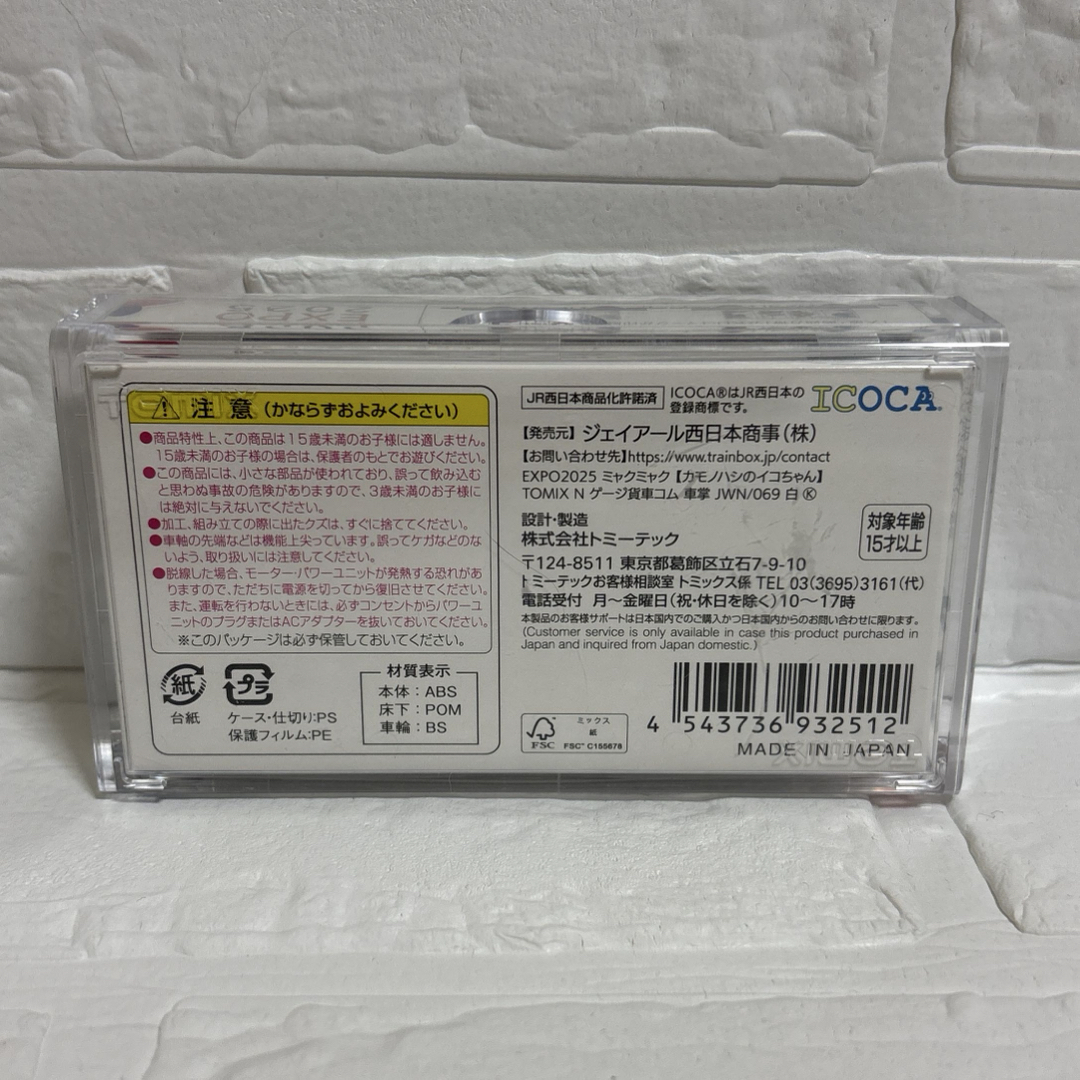 注意(かならずおよみください)
●商品特性上、この商品は15歳未満のお子様には適しません。
15歳未満のお子様の場合は、保護者のもとでお遊びください。
●この商品には、小さな部品が使われており、誤って飲み込む
と思わぬ事故の危険がありますので、3歳未満のお子様に
は絶対に与えないでください。
●加工、組み立ての際に出たクズは、すぐに捨ててください。
●車軸の先端などは機能上尖っています。誤ってケガなどのな
いよう、取り扱いには注意してください。
●脱線した場合、モーター・パワーユニットが発熱する恐れがあ
りますので、ただちに電源を切ってから復旧させてください。
また、運転を行わないときには、必ずコンセントからパワーユ
ニットのプラグまたはACアダプターを抜いておいてください。
※このパッケージは必ず保管しておいてください。
紙
台紙
プラ
ケース・仕切り:PS
保護フィルム:PE
材質表示
本体:ABS
床下:POM
車輪:BS
JR西日本商品化許諾済
ICOCA®はJR西日本の
登録商標です。
ICOCA
【発売元】ジェイアール西日本商事(株)
【お問い合わせ先】https://www.trainbox.jp/contact
EXPO2025 ミャクミャク【カモノハシのイコちゃん】
TOMIX N ゲージ貨車コム 車掌 JWN/069 白 Ⓚ
設計・製造
株式会社トミーテック
対象年齢
15才以上
〒124-8511 東京都葛飾区立石7-9-10
トミーテックお客様相談室 トミックス係 TEL 03(3695)3161(代)
電話受付 月〜金曜日(祝・休日を除く)10〜17時
本製品のお客様サポートは日本国内でのご購入かつ日本国内からのお問い合わせに限ります。
(Customer service is only available in case this product purchased in
Japan and inquired from Japan domestic.)
FSC
ミックス
紙
FSC™ C155678
4 543736 932512
MADE IN JAPAN
TOMIX